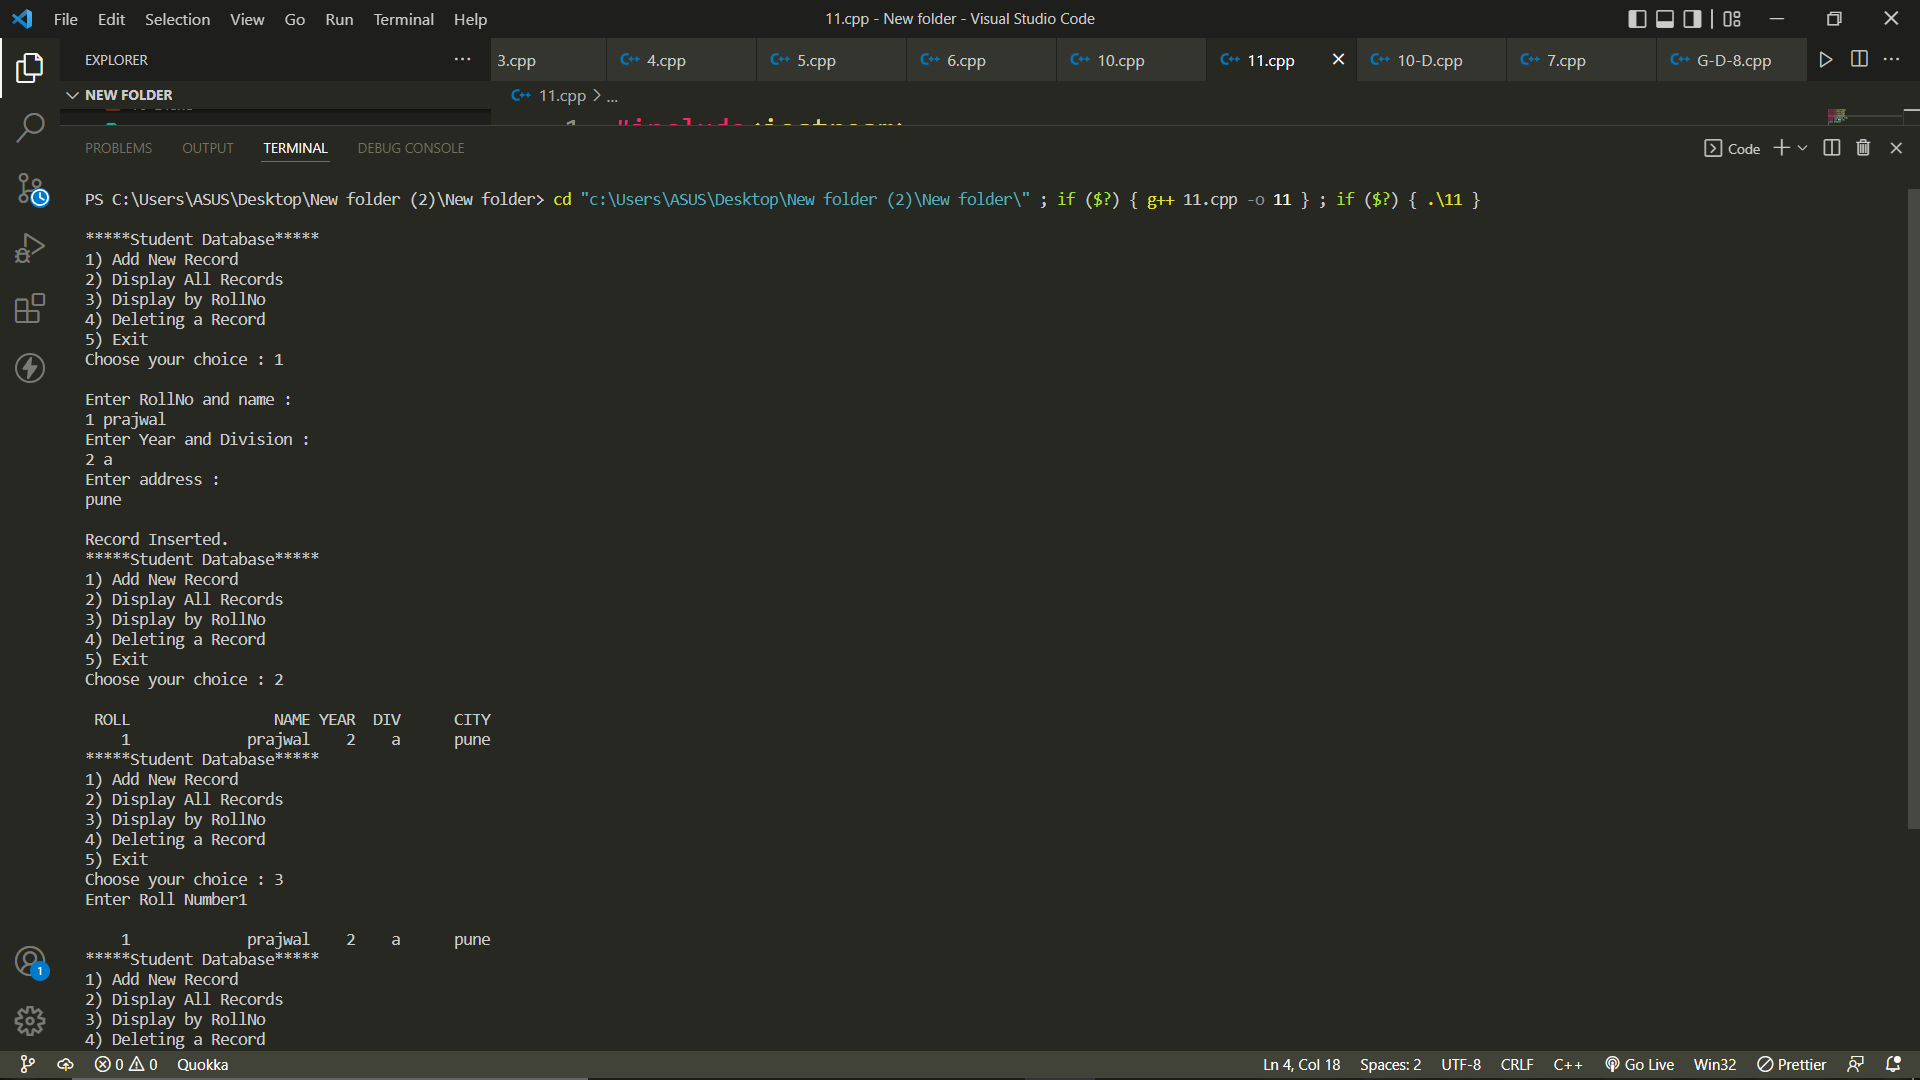 File Edit Selection View Go Run Terminal Help 11.cpp - New folder - Visual Studio Code
EXPLORER 3.cpp 4.cpp 5.cpp 6.cpp 10.cpp 11.cpp 10-D.cpp 7.cpp G-D-8.cpp
NEW FOLDER 11.cpp > ...
PROBLEMS OUTPUT TERMINAL DEBUG CONSOLE Code
PS C:\Users\ASUS\Desktop\New folder (2)\New folder> cd "c:\Users\ASUS\Desktop\New folder (2)\New folder\" ; if ($?) { g++ 11.cpp -o 11 } ; if ($?) { .\11 }
*****Student Database*****
1) Add New Record
2) Display All Records
3) Display by RollNo
4) Deleting a Record
5) Exit
Choose your choice : 1
Enter RollNo and name :
1 prajwal
Enter Year and Division :
2 a
Enter address :
pune
Record Inserted.
*****Student Database*****
1) Add New Record
2) Display All Records
3) Display by RollNo
4) Deleting a Record
5) Exit
Choose your choice : 2
ROLL NAME YEAR DIV CITY
1 prajwal 2 a pune
*****Student Database*****
1) Add New Record
2) Display All Records
3) Display by RollNo
4) Deleting a Record
5) Exit
Choose your choice : 3
Enter Roll Number1
1 prajwal 2 a pune
*****Student Database*****
1) Add New Record
2) Display All Records
3) Display by RollNo
4) Deleting a Record
1
0 0 Quokka Ln 4, Col 18 Spaces: 2 UTF-8 CRLF C++ Go Live Win32 Prettier